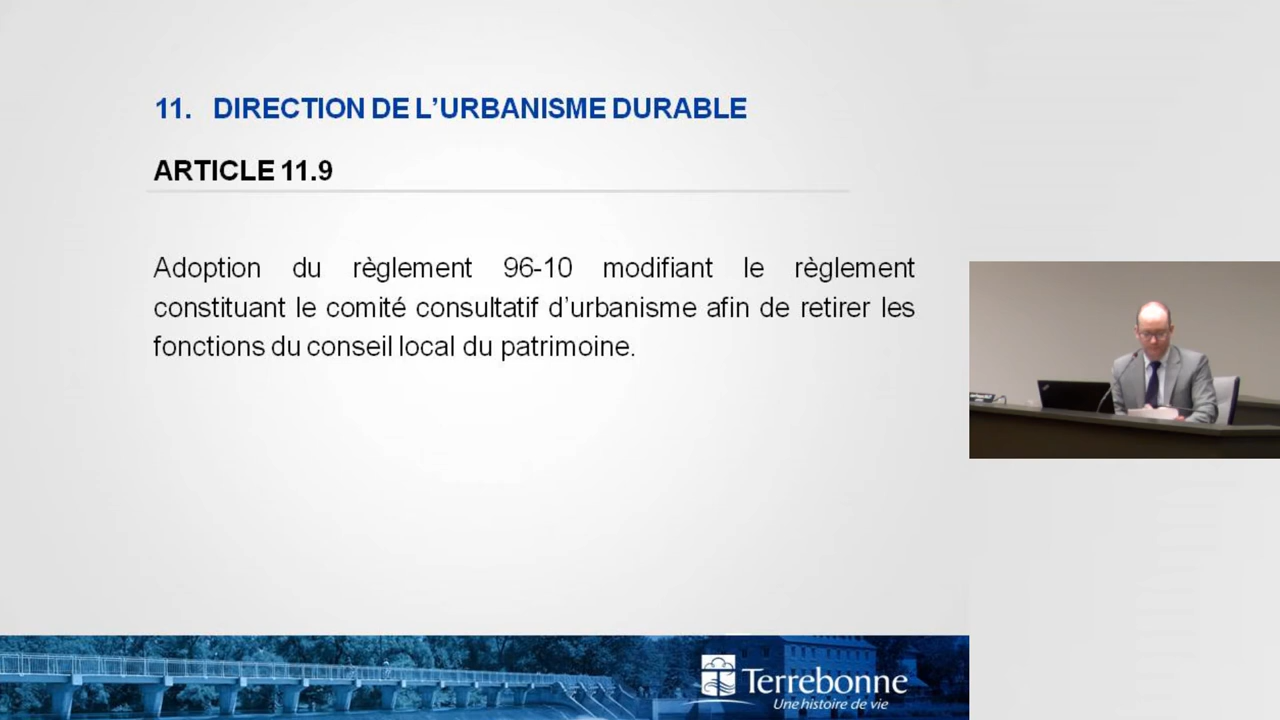 11. DIRECTION DE L’URBANISME DURABLE
ARTICLE 11.9
Adoption du règlement 96-10 modifiant le règlement
constituant le comité consultatif d’urbanisme afin de retirer les
fonctions du conseil local du patrimoine.
Terrebonne
Une histoire de vie